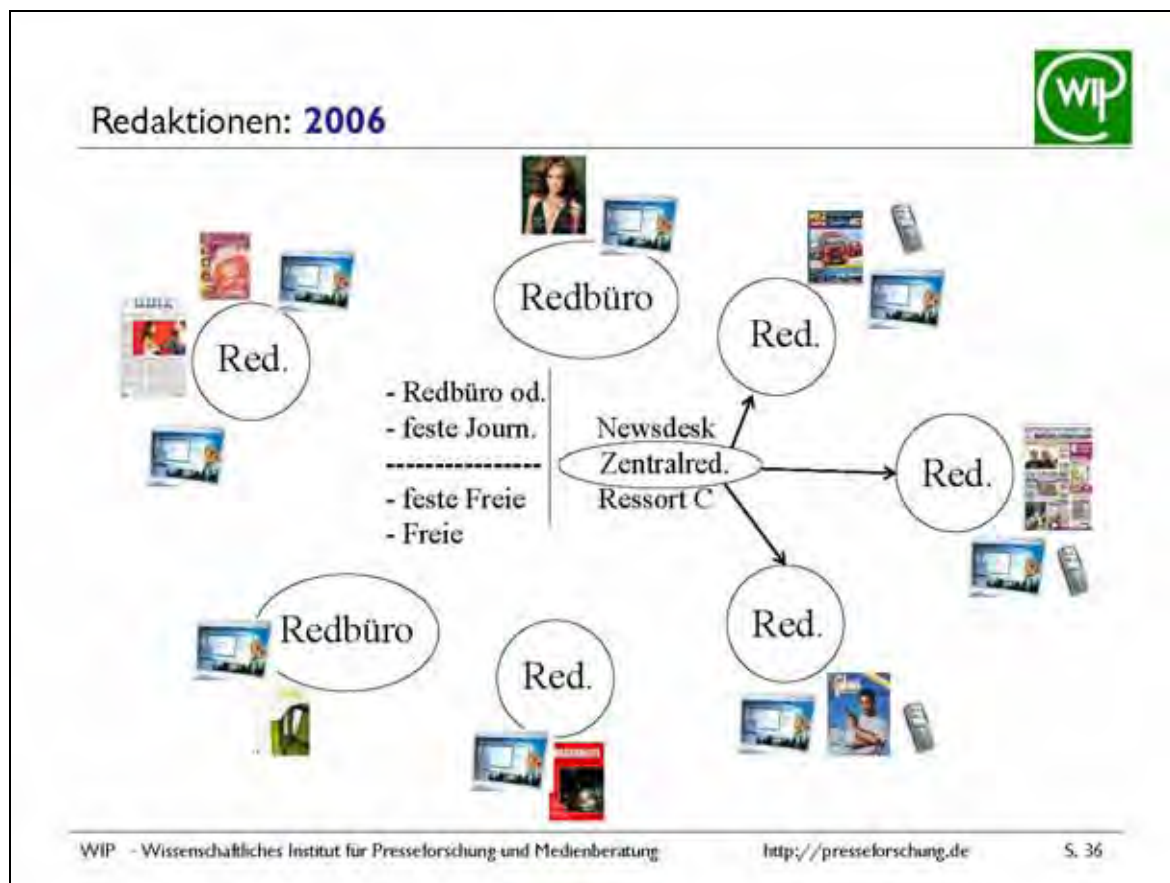 Redaktionen: 2006
WIP
Redbüro
Red.
Red.
- Redbüro od.
- feste Journ.
----------------
- feste Freie
- Freie
Newsdesk
Zentralred.
Ressort C
Red.
Redbüro
Red.
Red.
WIP - Wissenschaftliches Institut für Presseforschung und Medienberatung
http://presseforschung.de
S. 36